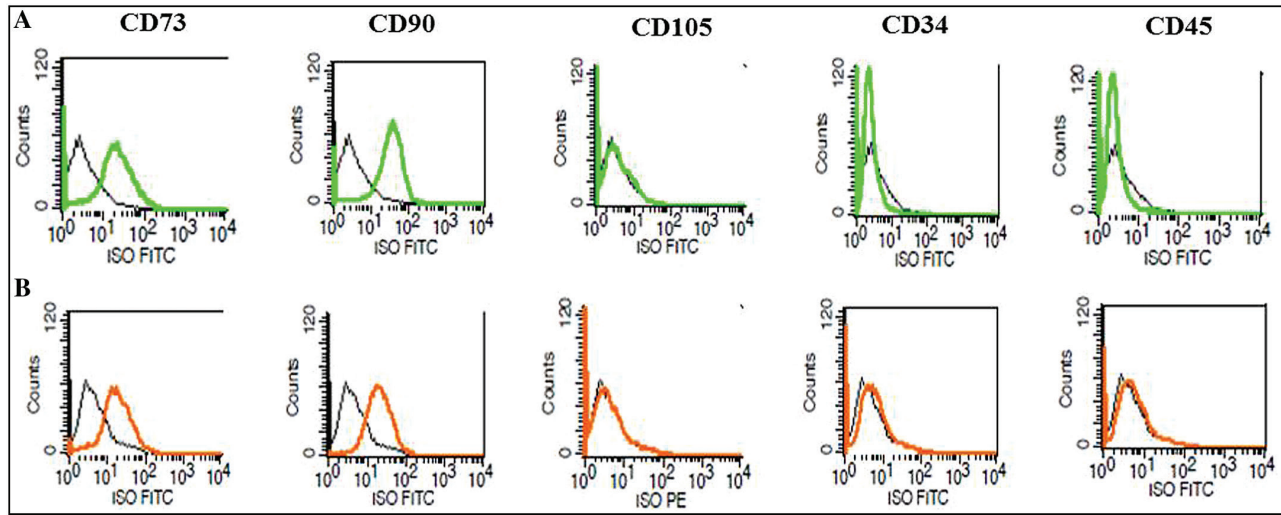 A CD73 CD90 CD105 CD34 CD45
120 120 120 120 120
Counts Counts Counts Counts Counts
0 0 0 0 0
10⁰ 10¹ 10² 10³ 10⁴ 10⁰ 10¹ 10² 10³ 10⁴ 10⁰ 10¹ 10² 10³ 10⁴ 10⁰ 10¹ 10² 10³ 10⁴ 10⁰ 10¹ 10² 10³ 10⁴
ISO FITC ISO FITC ISO FITC ISO FITC ISO FITC
B
120 120 120 120 120
Counts Counts Counts Counts Counts
0 0 0 0 0
10⁰ 10¹ 10² 10³ 10⁴ 10⁰ 10¹ 10² 10³ 10⁴ 10⁰ 10¹ 10² 10³ 10⁴ 10⁰ 10¹ 10² 10³ 10⁴ 10⁰ 10¹ 10² 10³ 10⁴
ISO FITC ISO FITC ISO PE ISO FITC ISO FITC